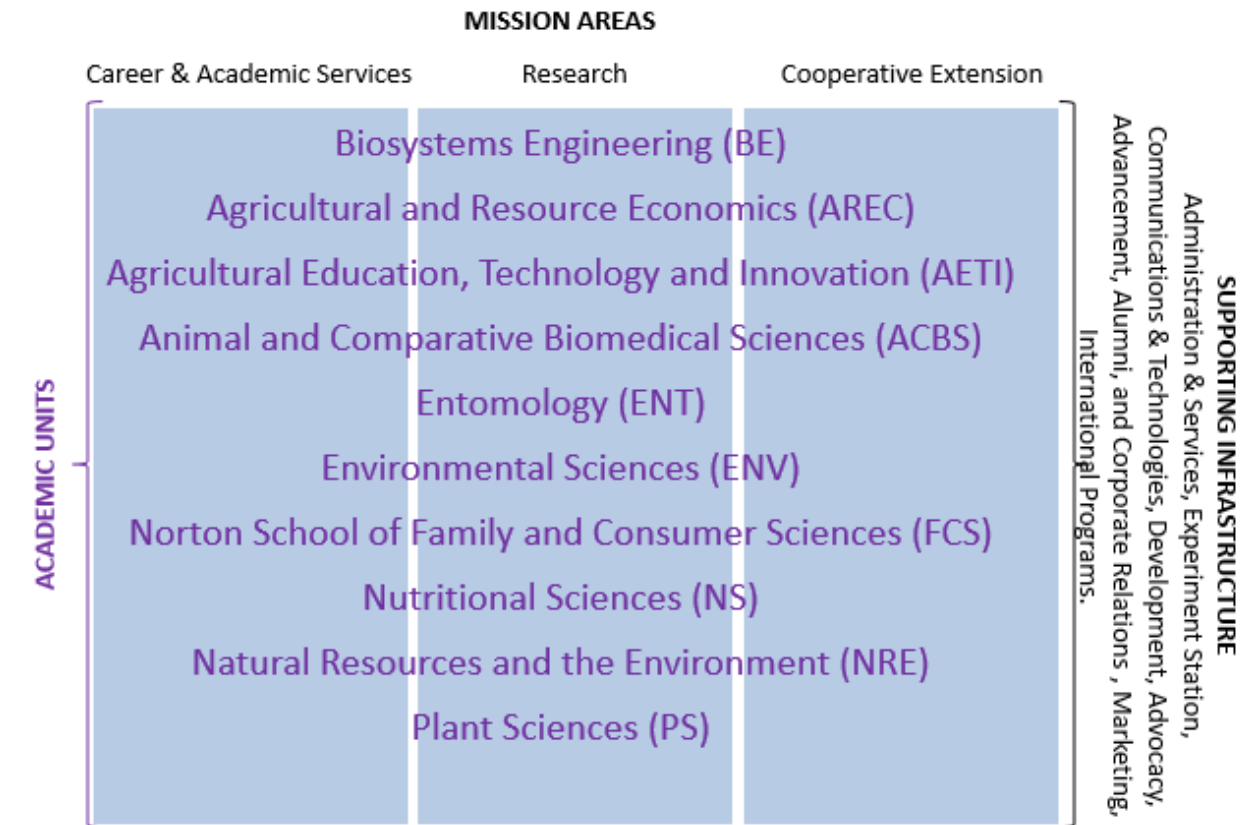 MISSION AREAS
Career & Academic Services
Research
Cooperative Extension
ACADEMIC UNITS
Biosystems Engineering (BE)
Agricultural and Resource Economics (AREC)
Agricultural Education, Technology and Innovation (AETI)
Animal and Comparative Biomedical Sciences (ACBS)
Entomology (ENT)
Environmental Sciences (ENV)
Norton School of Family and Consumer Sciences (FCS)
Nutritional Sciences (NS)
Natural Resources and the Environment (NRE)
Plant Sciences (PS)
SUPPORTING INFRASTRUCTURE
Administration & Services, Experiment Station,
Communications & Technologies, Development, Advocacy,
Advancement, Alumni, and Corporate Relations , Marketing,
International Programs.